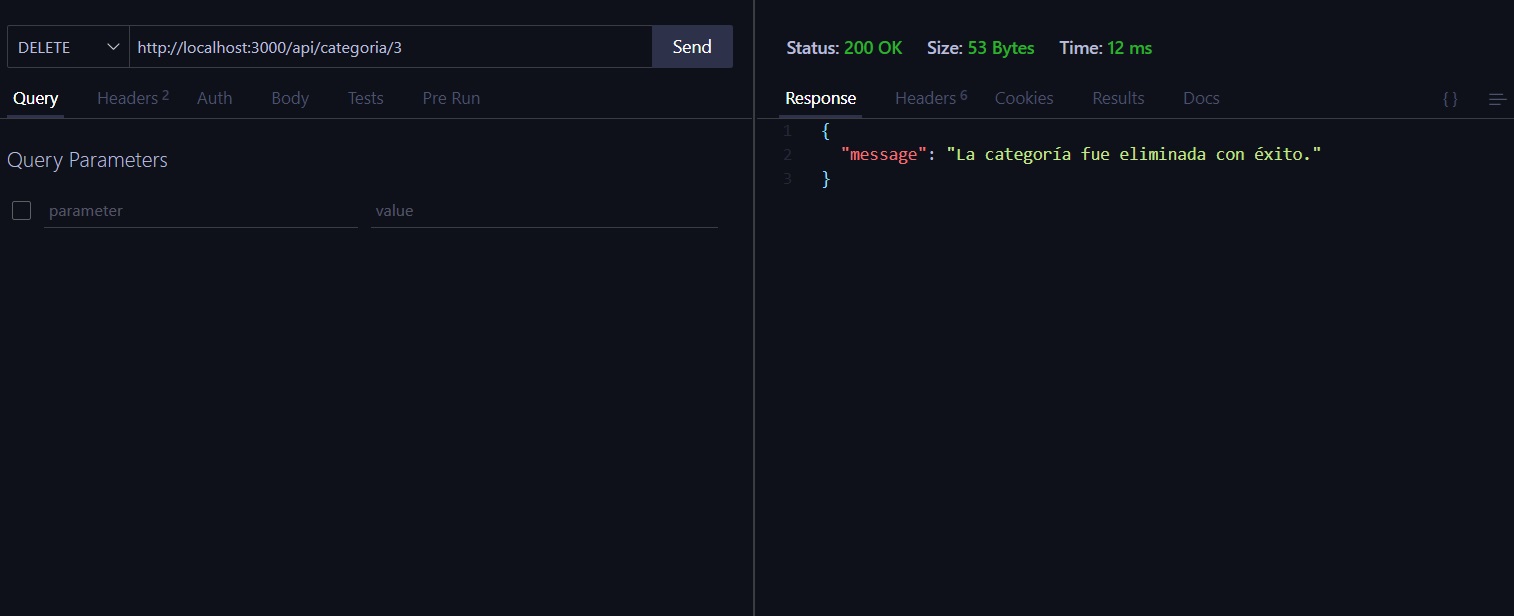 DELETE http://localhost:3000/api/categoria/3 Send
Query Headers 2 Auth Body Tests Pre Run
Query Parameters
parameter value
Status: 200 OK Size: 53 Bytes Time: 12 ms
Response Headers 6 Cookies Results Docs { }
1 {
2 "message": "La categoría fue eliminada con éxito."
3 }